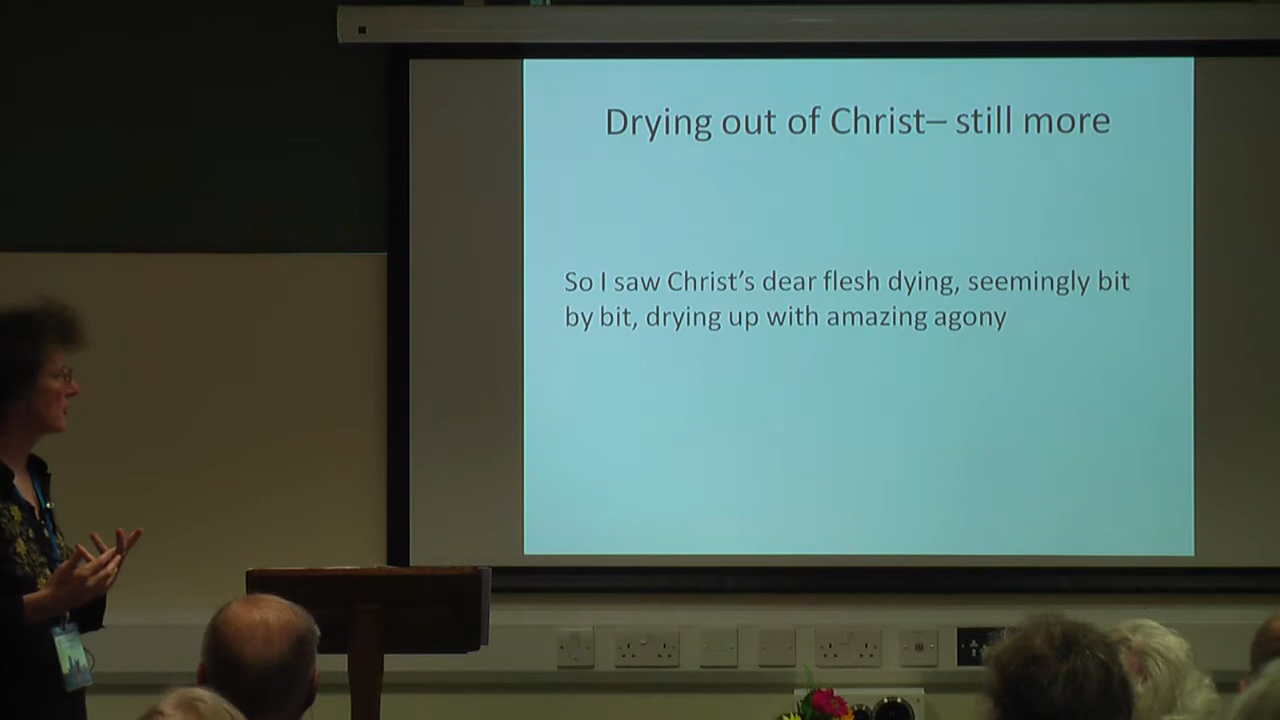 Drying out of Christ– still more
So I saw Christ’s dear flesh dying, seemingly bit
by bit, drying up with amazing agony